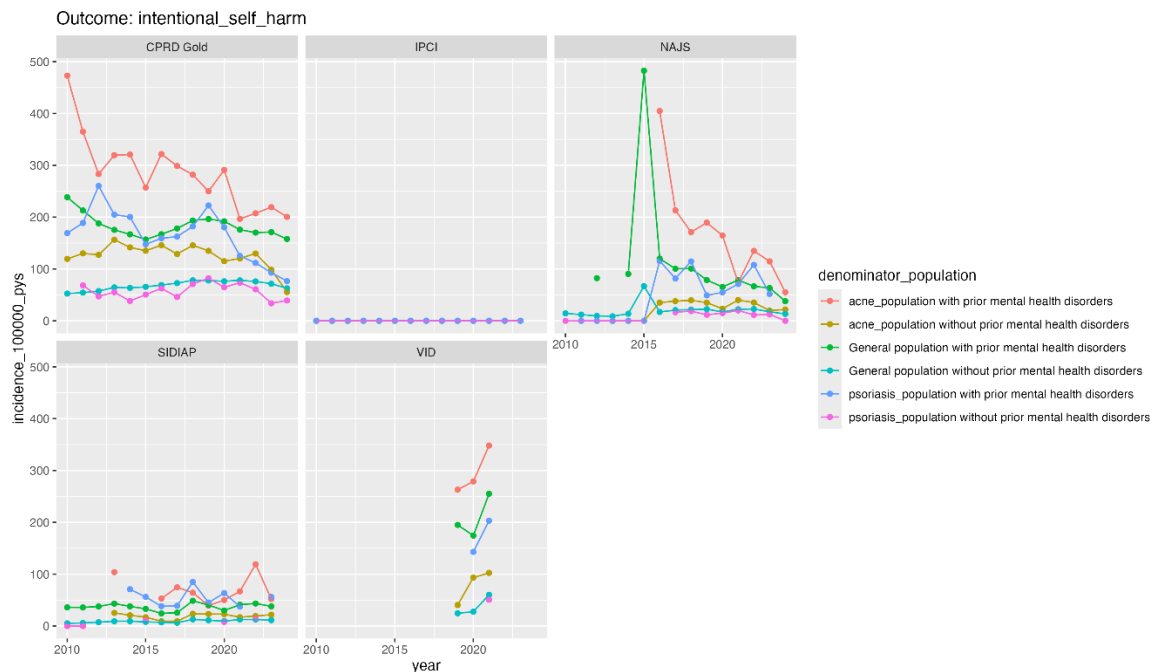 Outcome: intentional_self_harm
CPRD Gold
IPCI
NAJS
500
400
300
200
100
0
2010 2015 2020
SIDIAP
VID
500
400
300
200
100
0
2010 2015 2020
2010 2015 2020
incidence_100000_pys
year
denominator_population
acne_population with prior mental health disorders
acne_population without prior mental health disorders
General population with prior mental health disorders
General population without prior mental health disorders
psoriasis_population with prior mental health disorders
psoriasis_population without prior mental health disorders